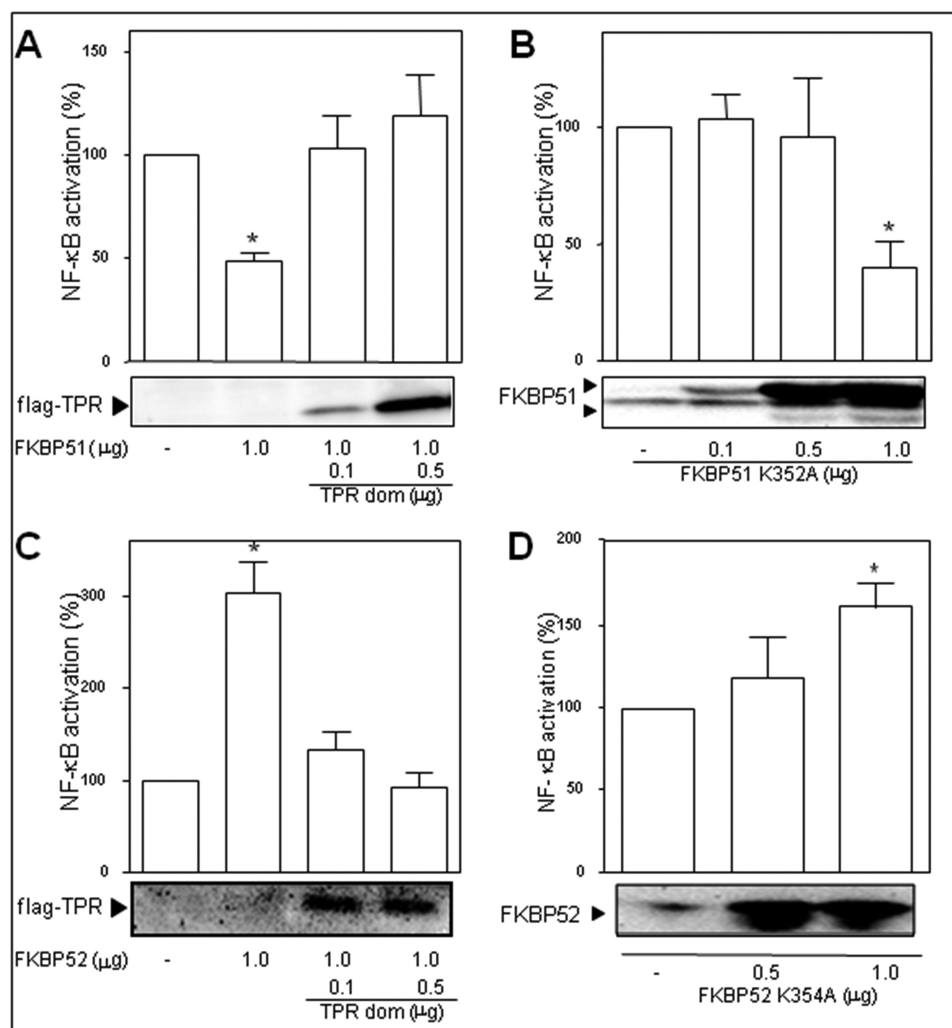 A
NF-κB activation (%)
150
100
50
0
*
flag-TPR
FKBP51 (μg)
- 1.0 1.0 1.0
0.1 0.5
TPR dom (μg)
B
NF-κB activation (%)
100
50
0
*
FKBP51
- 0.1 0.5 1.0
FKBP51 K352A (μg)
C
NF-κB activation (%)
300
200
100
0
*
flag-TPR
FKBP52 (μg)
- 1.0 1.0 1.0
0.1 0.5
TPR dom (μg)
D
NF- κB activation (%)
200
150
100
50
0
*
FKBP52
- 0.5 1.0
FKBP52 K354A (μg)